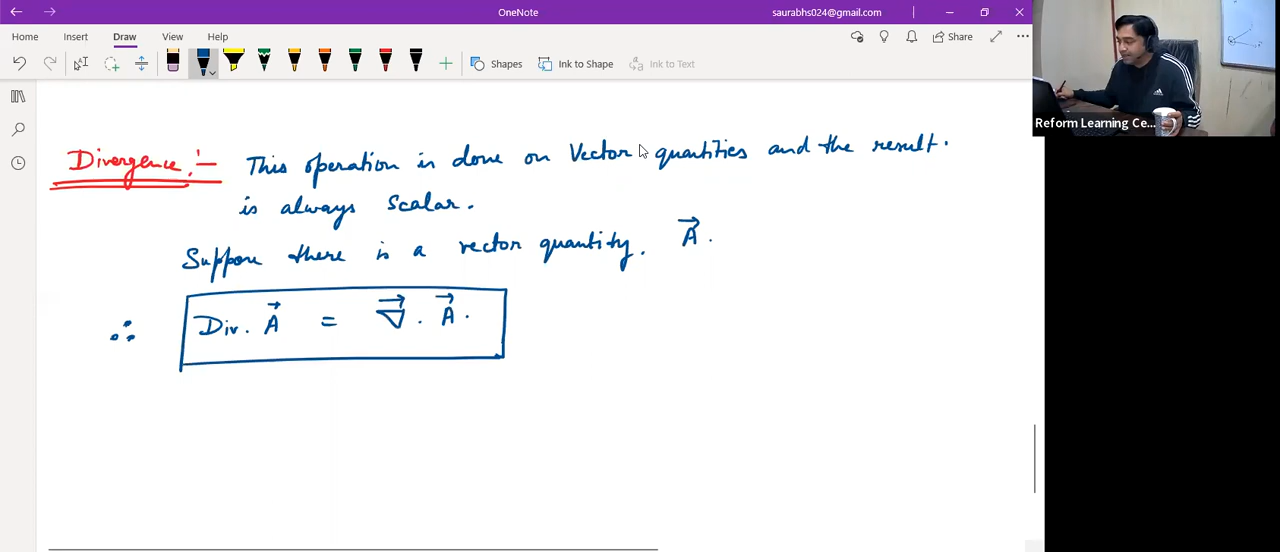 OneNote
saurabhs024@gmail.com
Home Insert Draw View Help
Share
Shapes Ink to Shape Ink to Text
Reform Learning Ce...
Divergence :- This operation is done on Vector quantities and the result.
is always scalar.
Suppose there is a vector quantity. A⃗.
∴ Div. A⃗ = ∇⃗ . A⃗.